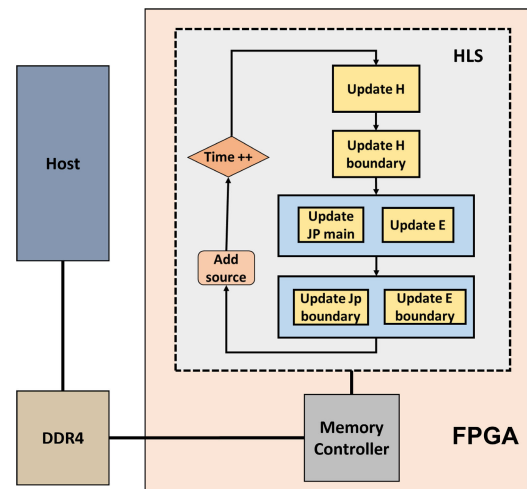 HLS
Update H
Update H
boundary
Time ++
Host
Update
JP main
Update E
Add
source
Update Jp
boundary
Update E
boundary
DDR4
Memory
Controller
FPGA